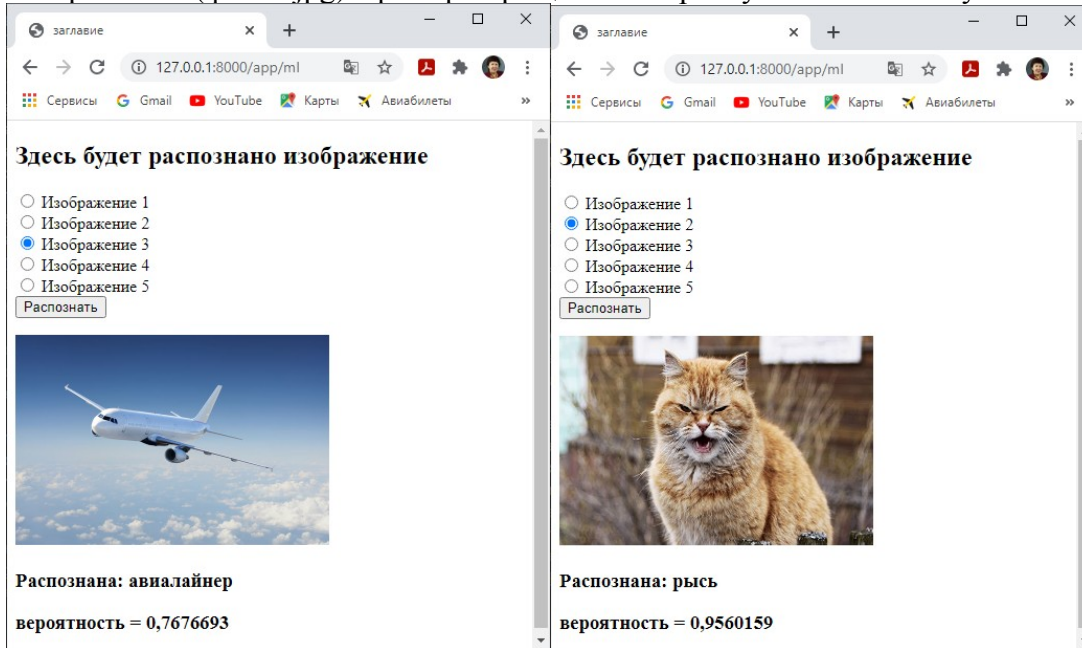 заглавие
127.0.0.1:8000/app/ml
Сервисы Gmail YouTube Карты Авиабилеты »
Здесь будет распознано изображение
Изображение 1
Изображение 2
Изображение 3
Изображение 4
Изображение 5
Распознать
Распознана: авиалайнер
вероятность = 0,7676693
заглавие
127.0.0.1:8000/app/ml
Сервисы Gmail YouTube Карты Авиабилеты »
Здесь будет распознано изображение
Изображение 1
Изображение 2
Изображение 3
Изображение 4
Изображение 5
Распознать
Распознана: рысь
вероятность = 0,9560159